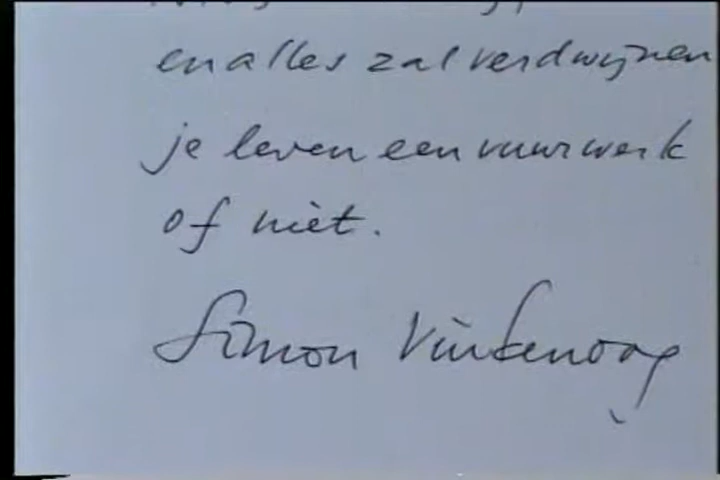 en alles zal verdwijnen
je leven een vuurwerk
of niet.
Simon Vinkenoog